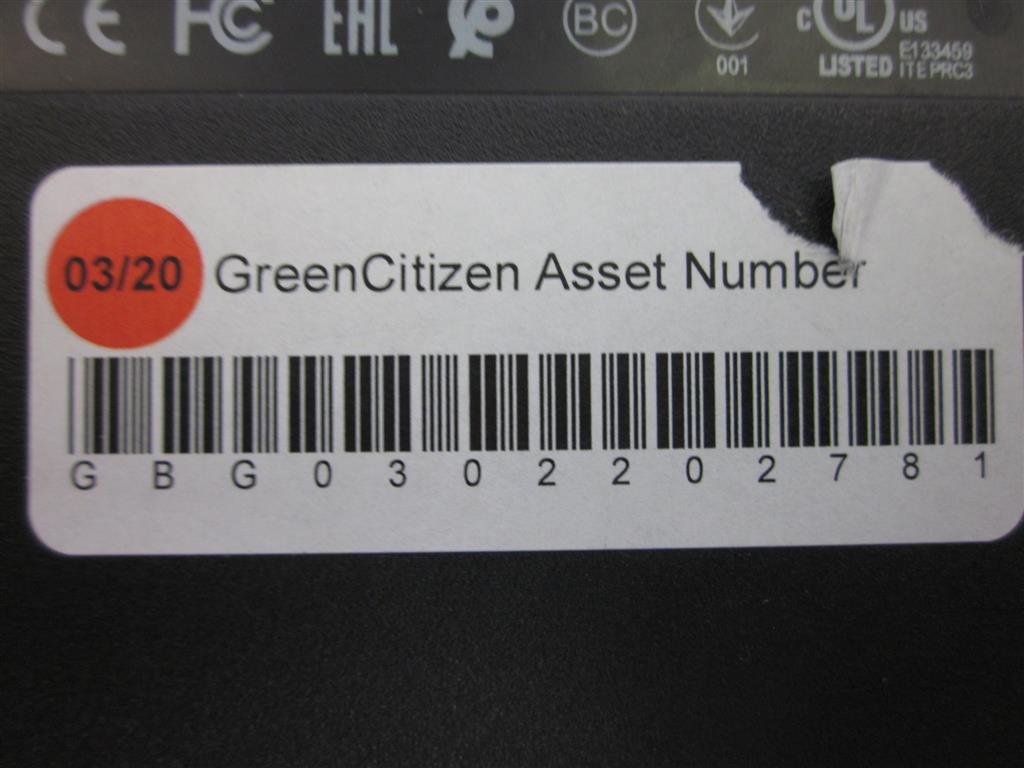 CE FC EAC BC 001 c UL US
LISTED E133459
ITE PRC3
03/20 GreenCitizen Asset Number
G B G 0 3 0 2 2 0 2 7 8 1